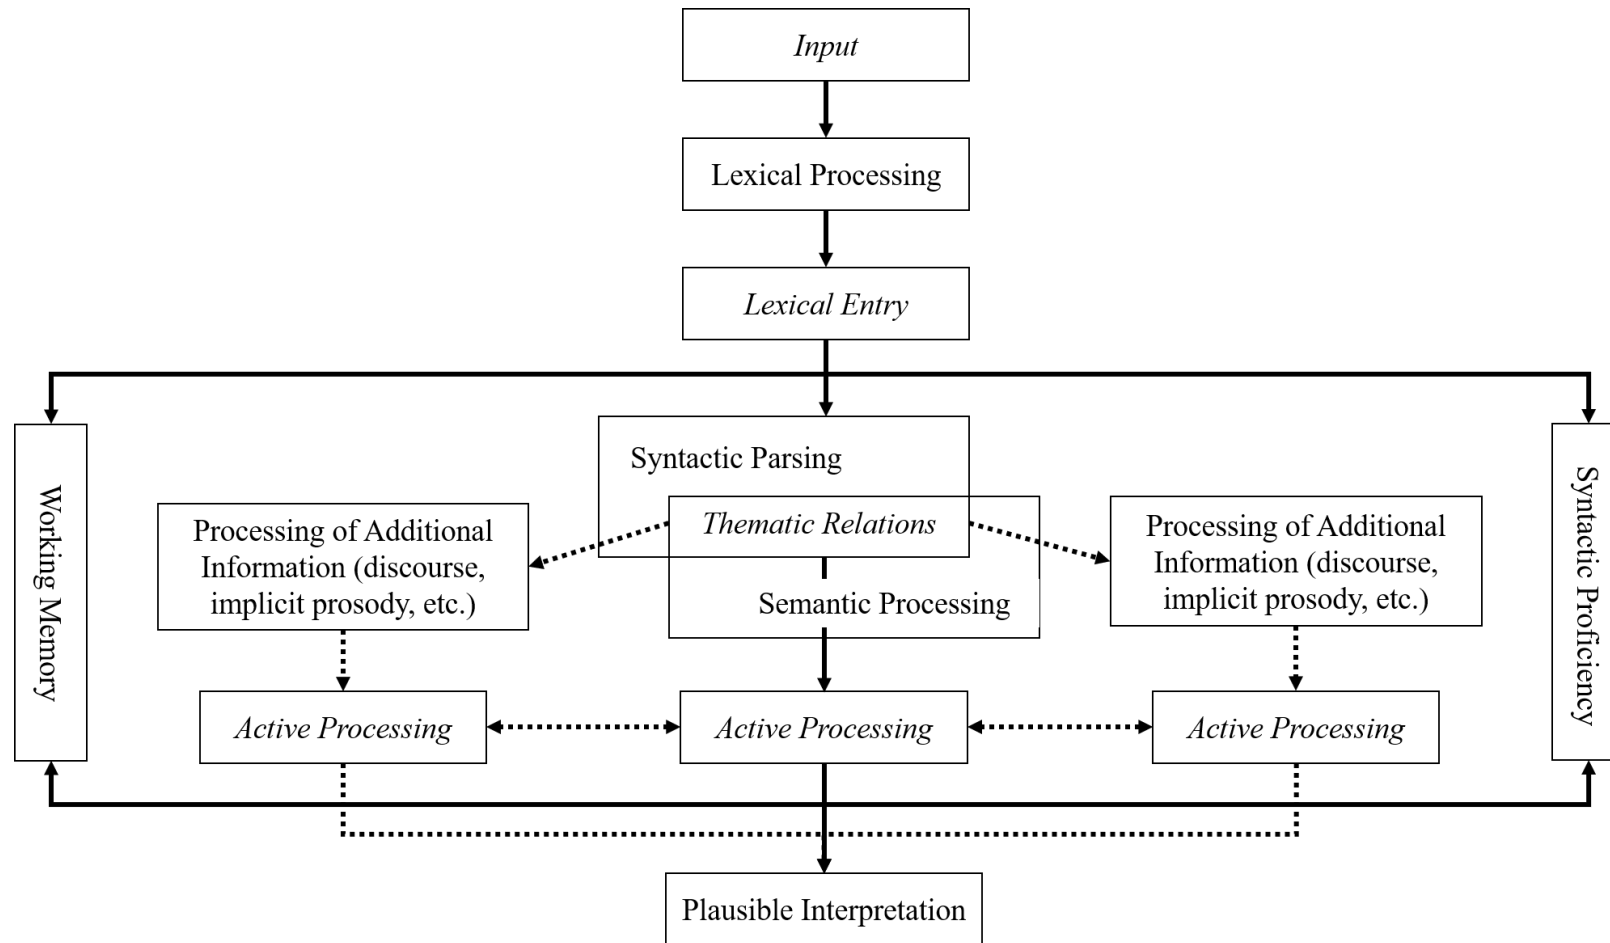 Input
Lexical Processing
Lexical Entry
Working Memory
Syntactic Parsing
Thematic Relations
Semantic Processing
Processing of Additional
Information (discourse,
implicit prosody, etc.)
Processing of Additional
Information (discourse,
implicit prosody, etc.)
Syntactic Proficiency
Active Processing
Active Processing
Active Processing
Plausible Interpretation